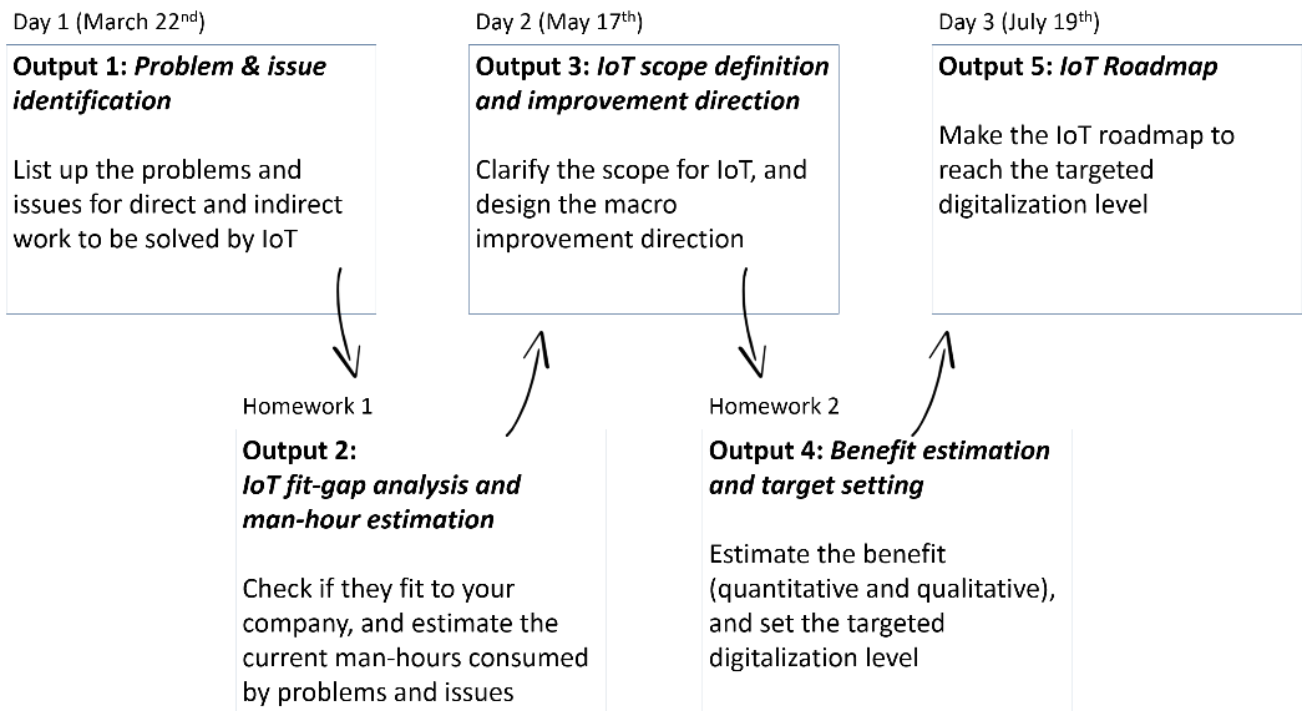 Day 1 (March 22nd)
Output 1: Problem & issue
identification
List up the problems and
issues for direct and indirect
work to be solved by IoT
Day 2 (May 17th)
Output 3: IoT scope definition
and improvement direction
Clarify the scope for IoT, and
design the macro
improvement direction
Day 3 (July 19th)
Output 5: IoT Roadmap
Make the IoT roadmap to
reach the targeted
digitalization level
Homework 1
Output 2:
IoT fit-gap analysis and
man-hour estimation
Check if they fit to your
company, and estimate the
current man-hours consumed
by problems and issues
Homework 2
Output 4: Benefit estimation
and target setting
Estimate the benefit
(quantitative and qualitative),
and set the targeted
digitalization level